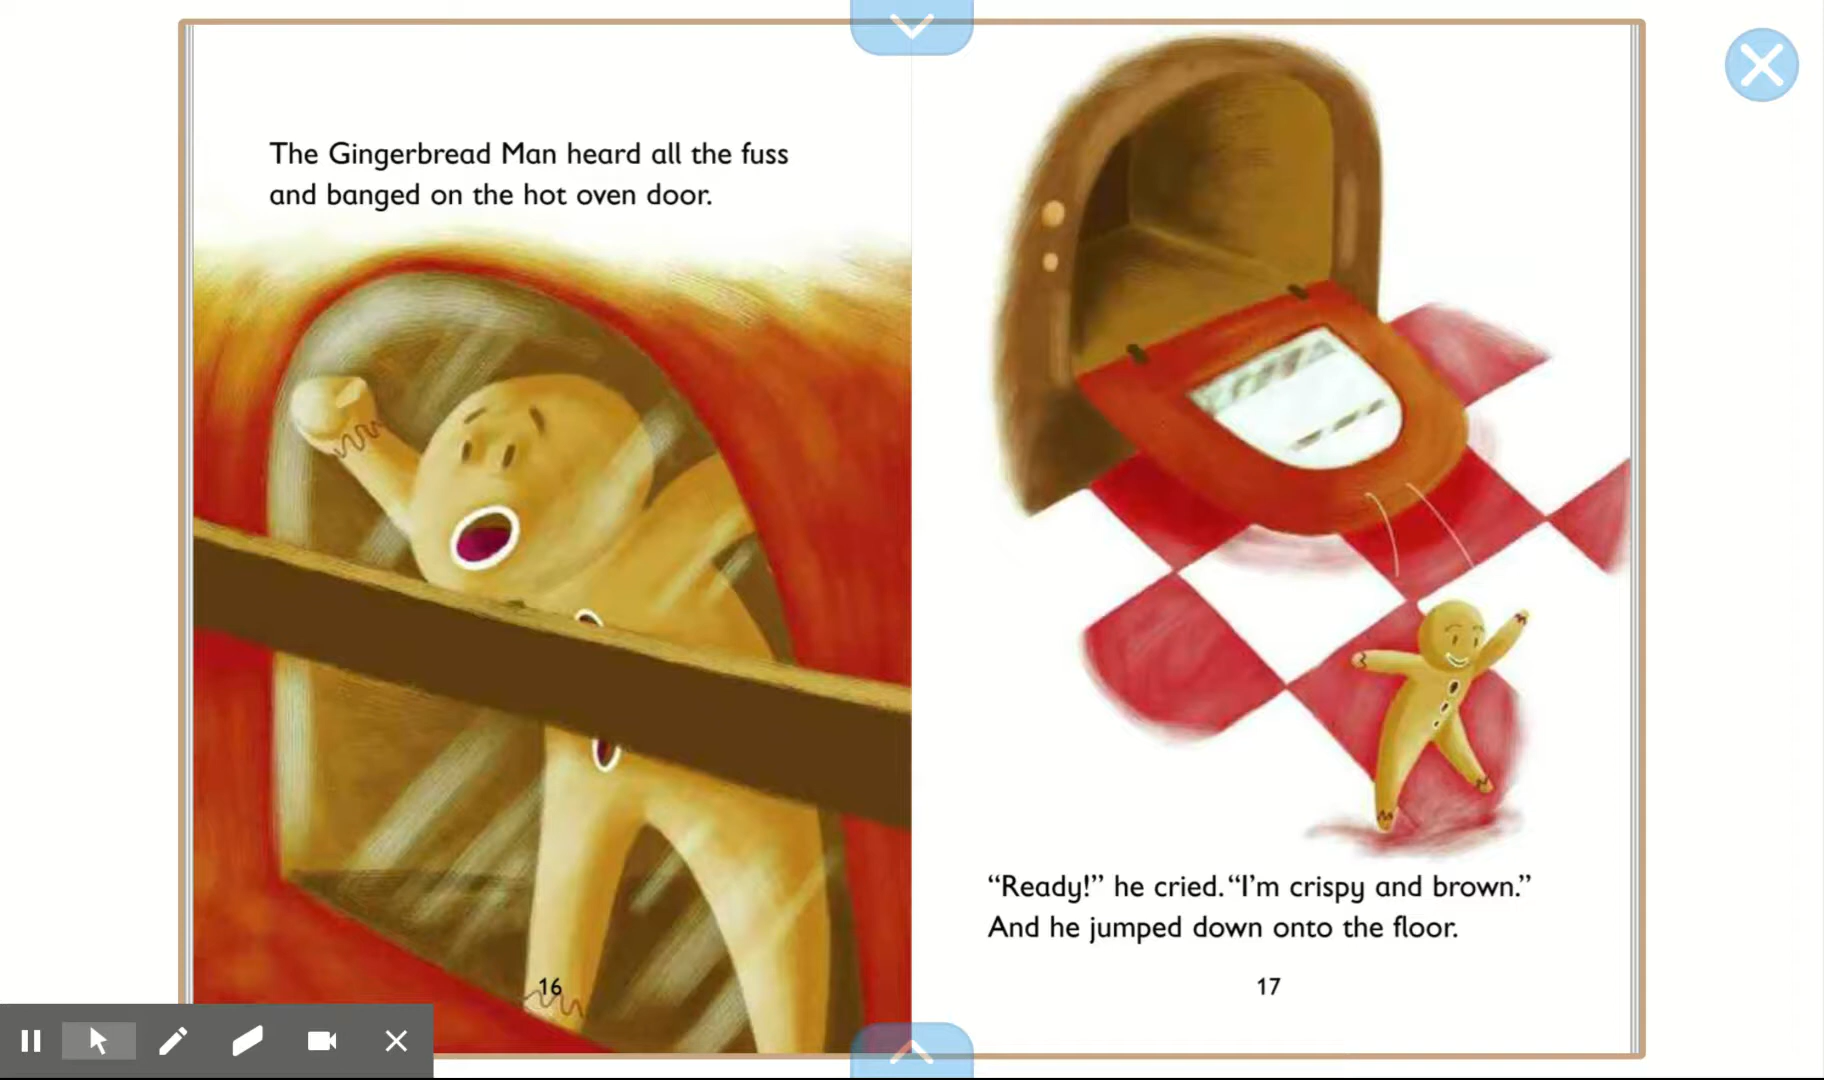 The Gingerbread Man heard all the fuss
and banged on the hot oven door.
16
“Ready!” he cried. “I’m crispy and brown.”
And he jumped down onto the floor.
17